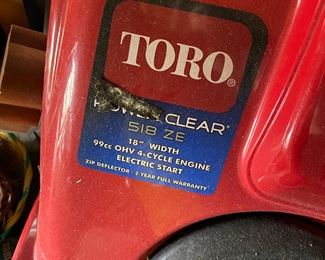 TORO®
POWER CLEAR®
518 ZE
18" WIDTH
99cc OHV 4-CYCLE ENGINE
ELECTRIC START
ZIP DEFLECTOR · 2 YEAR FULL WARRANTY